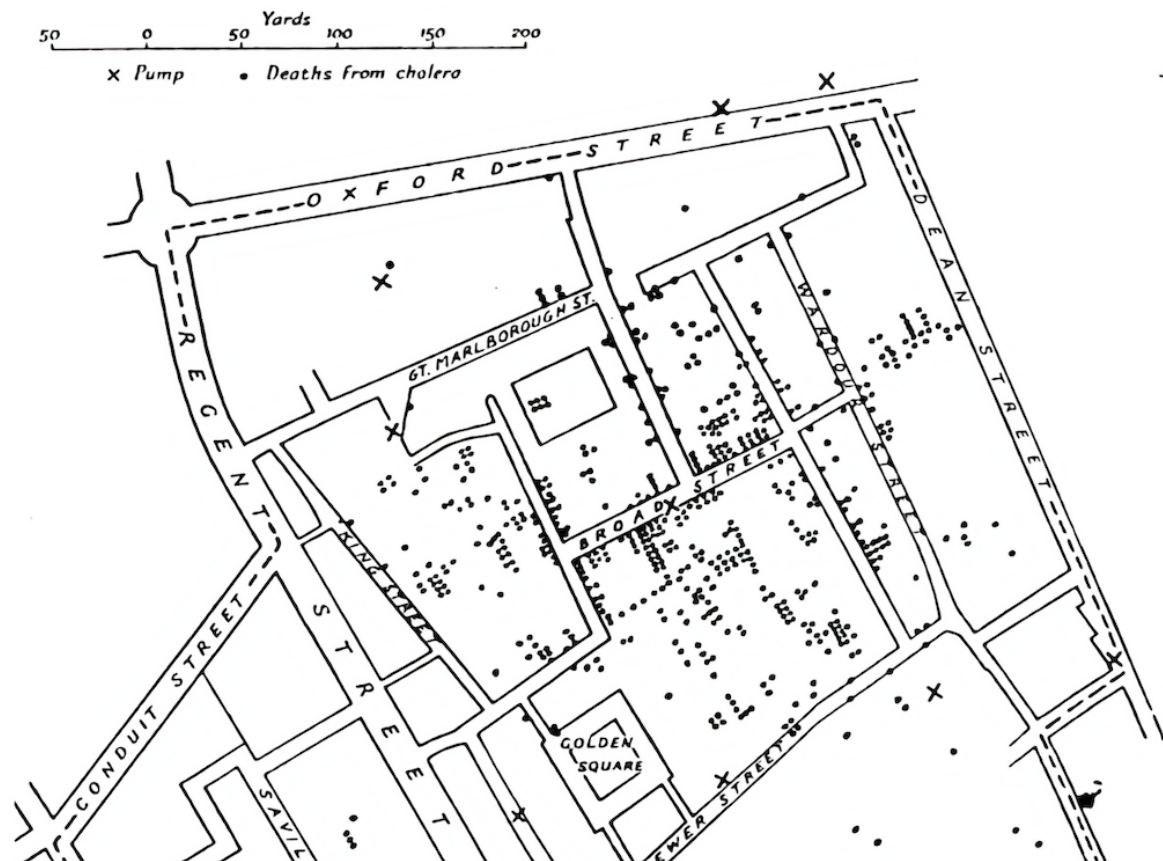 Yards
50 0 50 100 150 200
× Pump • Deaths from cholera
OXFORD STREET
DEAN STREET
REGENT STREET
WARDOUR STREET
GT. MARLBOROUGH ST.
BROAD STREET
KING STREET
CONDUIT STREET
GOLDEN
SQUARE
EWER STREET
SAVIL